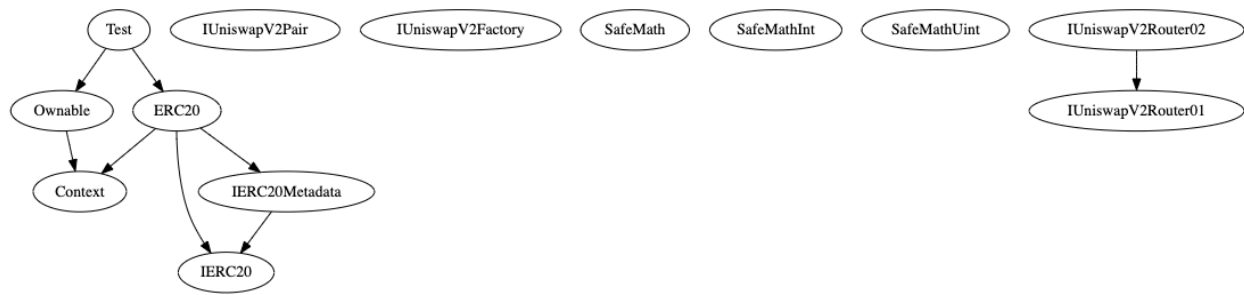 Test
IUniswapV2Pair
IUniswapV2Factory
SafeMath
SafeMathInt
SafeMathUint
IUniswapV2Router02
Ownable
ERC20
IUniswapV2Router01
Context
IERC20Metadata
IERC20